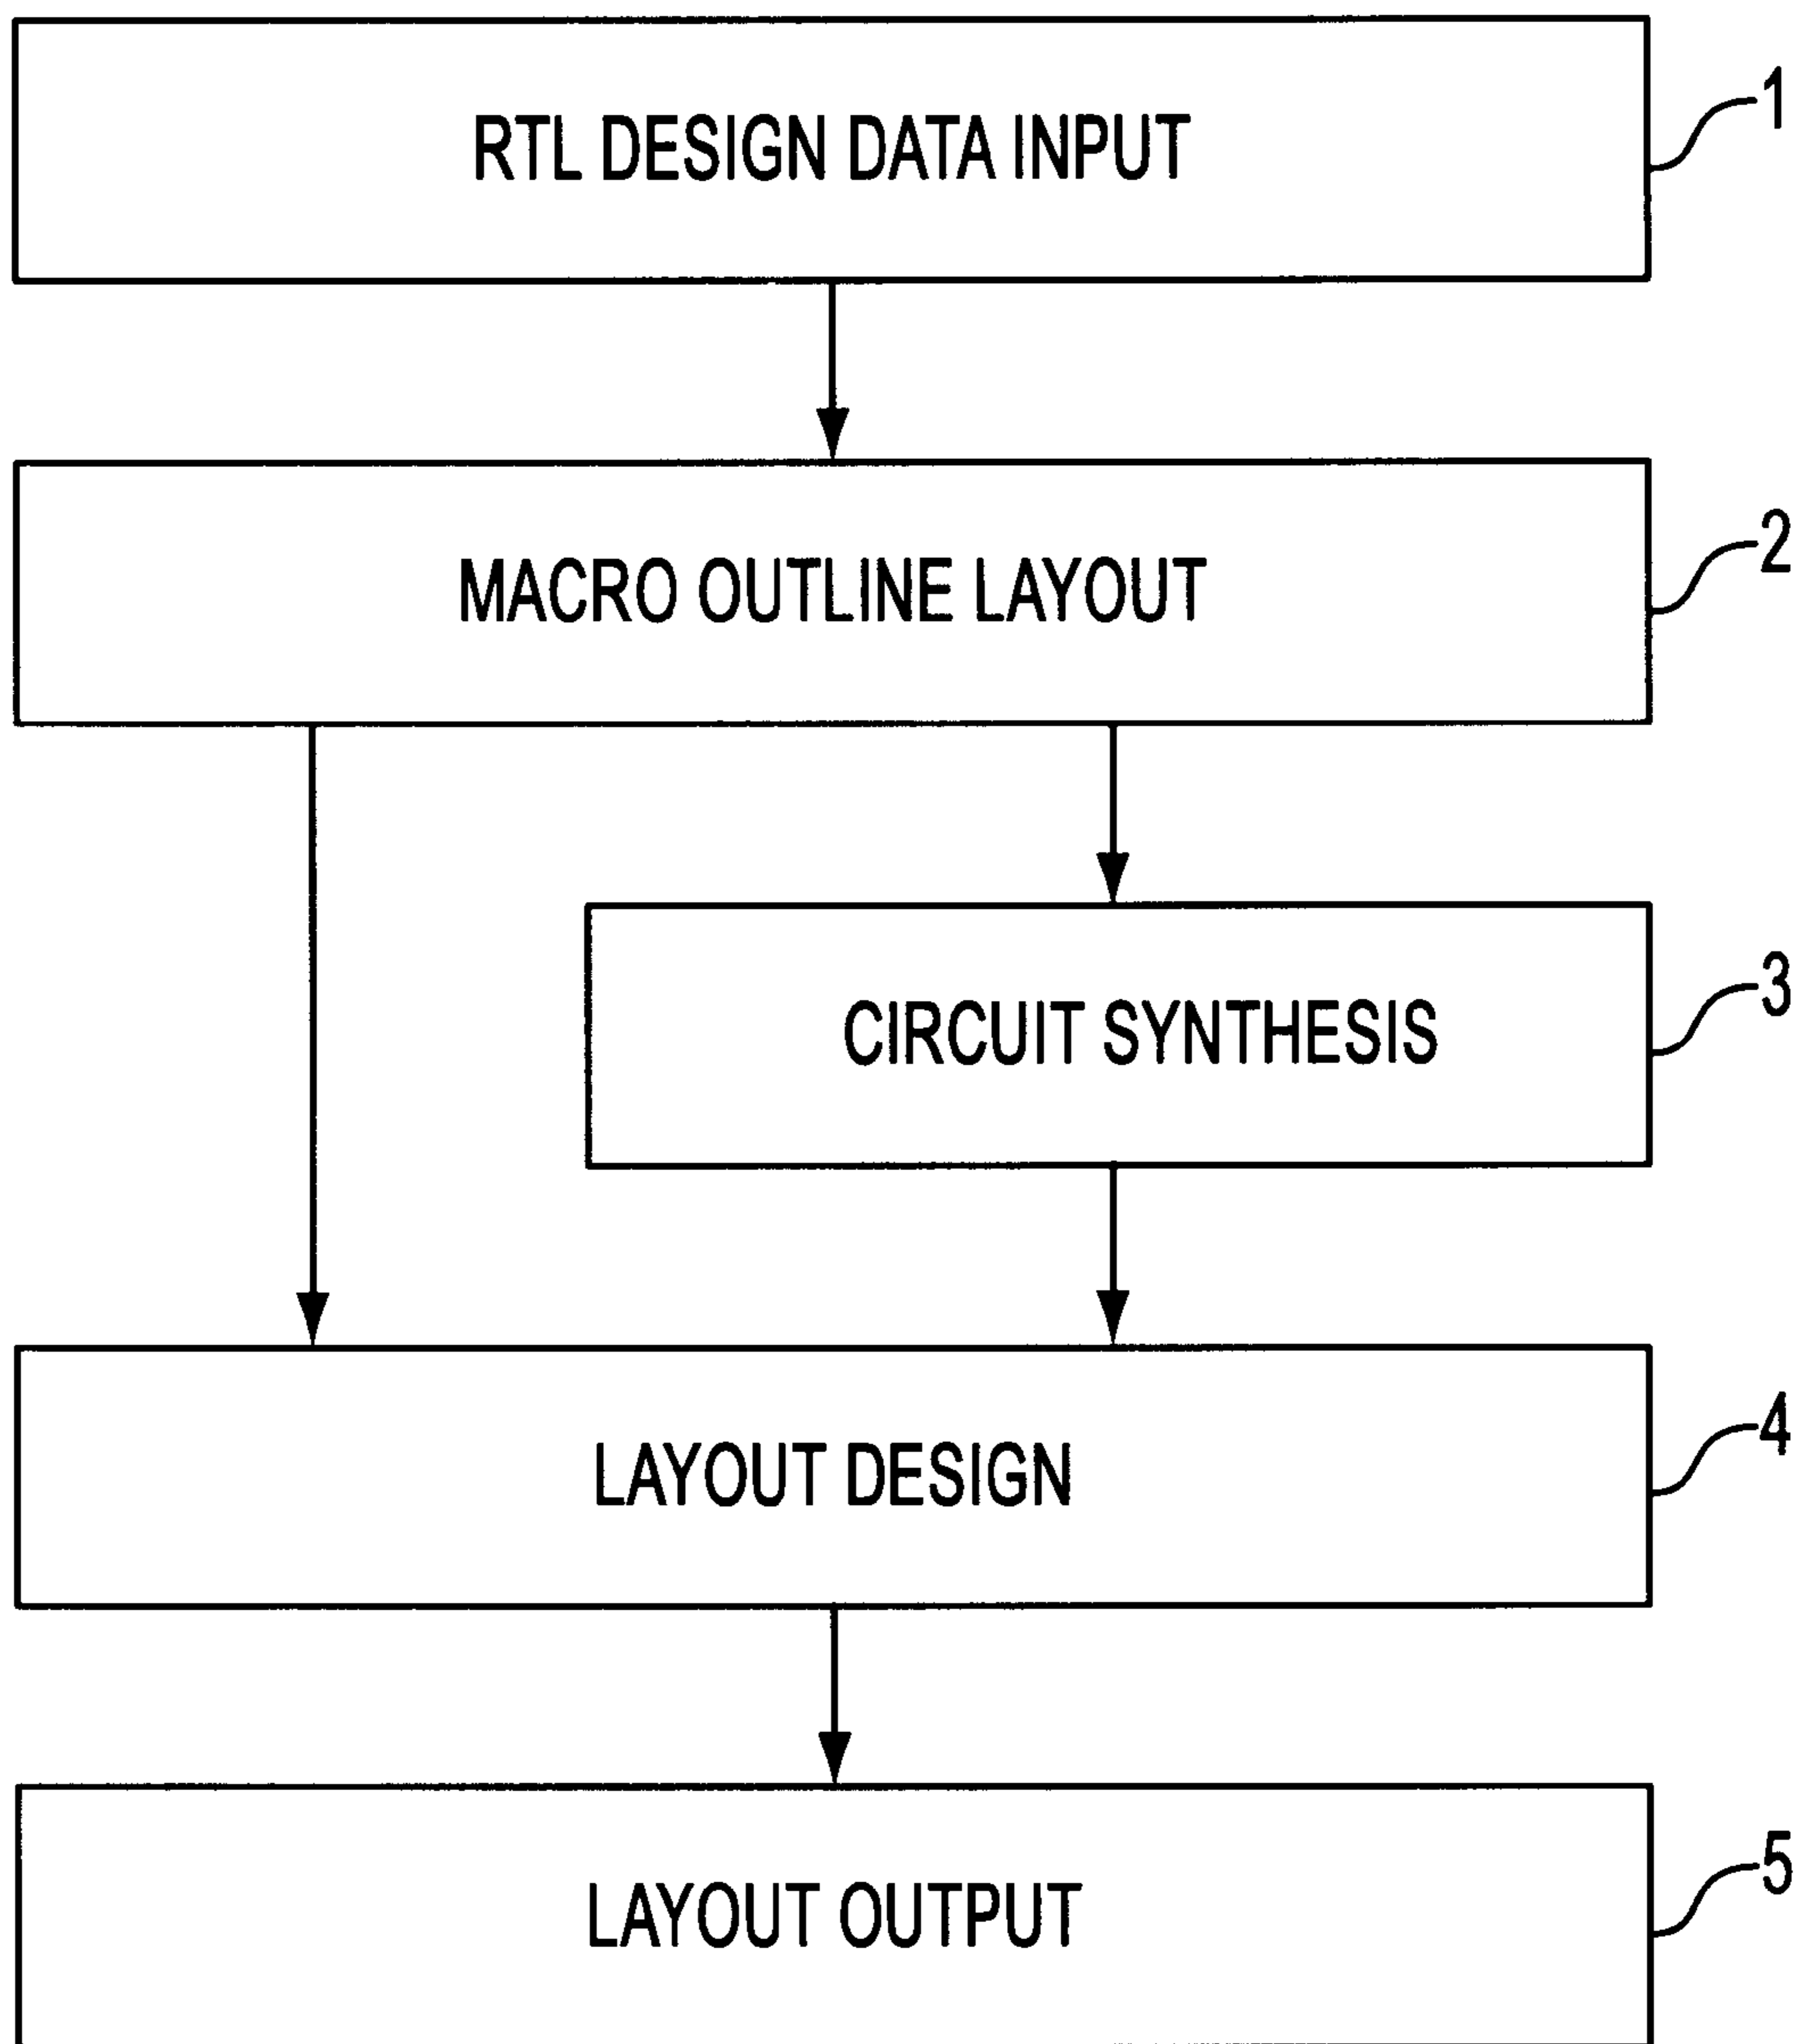 RTL DESIGN DATA INPUT
1
MACRO OUTLINE LAYOUT
2
CIRCUIT SYNTHESIS
3
LAYOUT DESIGN
4
LAYOUT OUTPUT
5